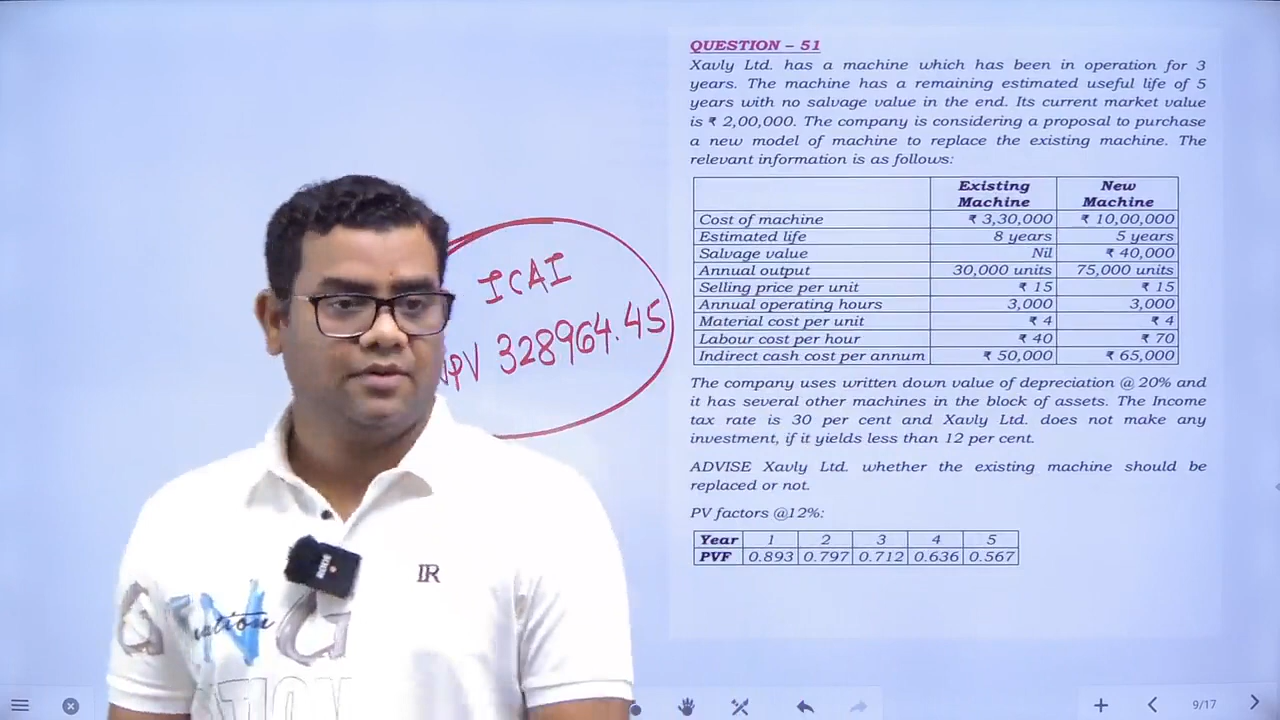 QUESTION – 51
Xavly Ltd. has a machine which has been in operation for 3
years. The machine has a remaining estimated useful life of 5
years with no salvage value in the end. Its current market value
is ₹ 2,00,000. The company is considering a proposal to purchase
a new model of machine to replace the existing machine. The
relevant information is as follows:
Existing Machine New Machine
Cost of machine ₹ 3,30,000 ₹ 10,00,000
Estimated life 8 years 5 years
Salvage value Nil ₹ 40,000
Annual output 30,000 units 75,000 units
Selling price per unit ₹ 15 ₹ 15
Annual operating hours 3,000 3,000
Material cost per unit ₹ 4 ₹ 4
Labour cost per hour ₹ 40 ₹ 70
Indirect cash cost per annum ₹ 50,000 ₹ 65,000
The company uses written down value of depreciation @ 20% and
it has several other machines in the block of assets. The Income
tax rate is 30 per cent and Xavly Ltd. does not make any
investment, if it yields less than 12 per cent.
ADVISE Xavly Ltd. whether the existing machine should be
replaced or not.
PV factors @12%:
Year 1 2 3 4 5
PVF 0.893 0.797 0.712 0.636 0.567
ICAI
NPV 328964.45
IR
9/17